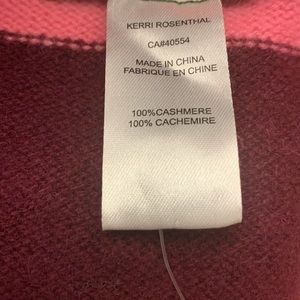 KERRI ROSENTHAL
CA#40554
MADE IN CHINA
FABRIQUE EN CHINE
100%CASHMERE
100% CACHEMIRE